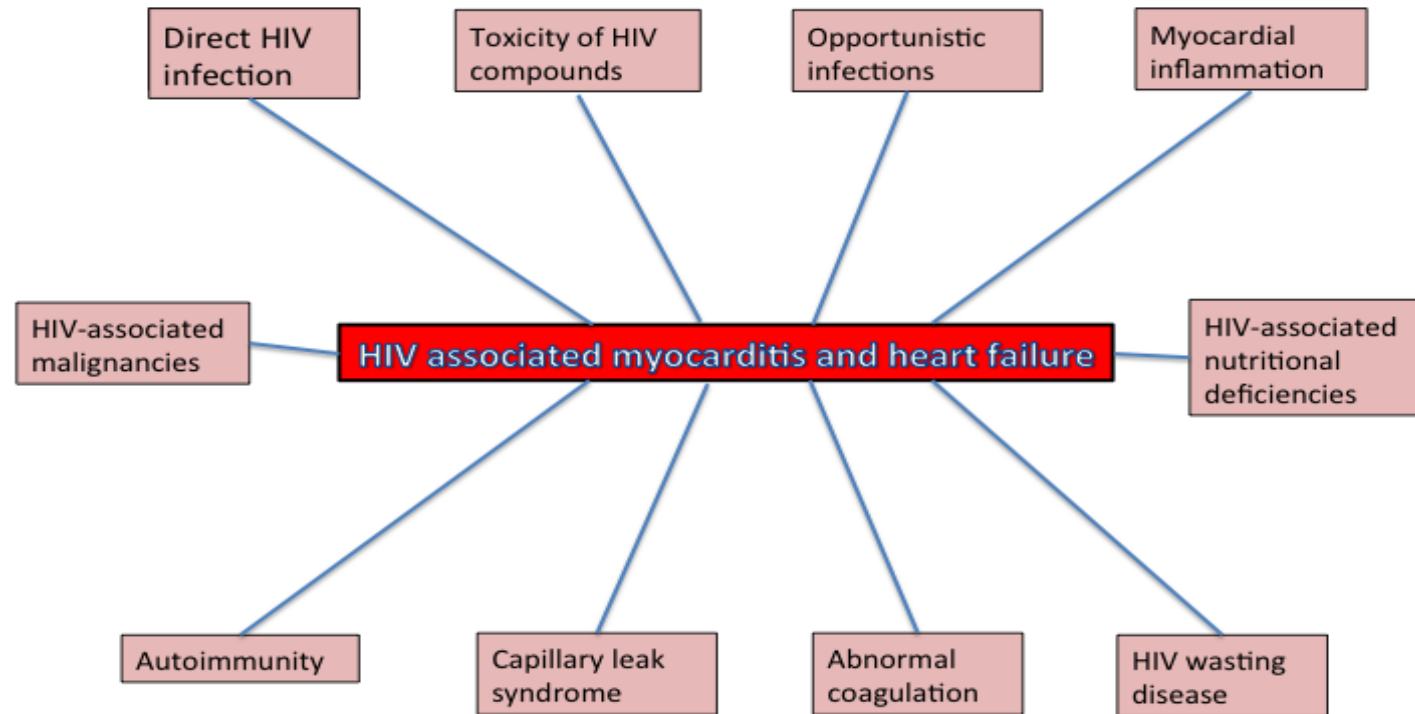 Direct HIV
infection
Toxicity of HIV
compounds
Opportunistic
infections
Myocardial
inflammation
HIV-associated
malignancies
HIV associated myocarditis and heart failure
HIV-associated
nutritional
deficiencies
Autoimmunity
Capillary leak
syndrome
Abnormal
coagulation
HIV wasting
disease